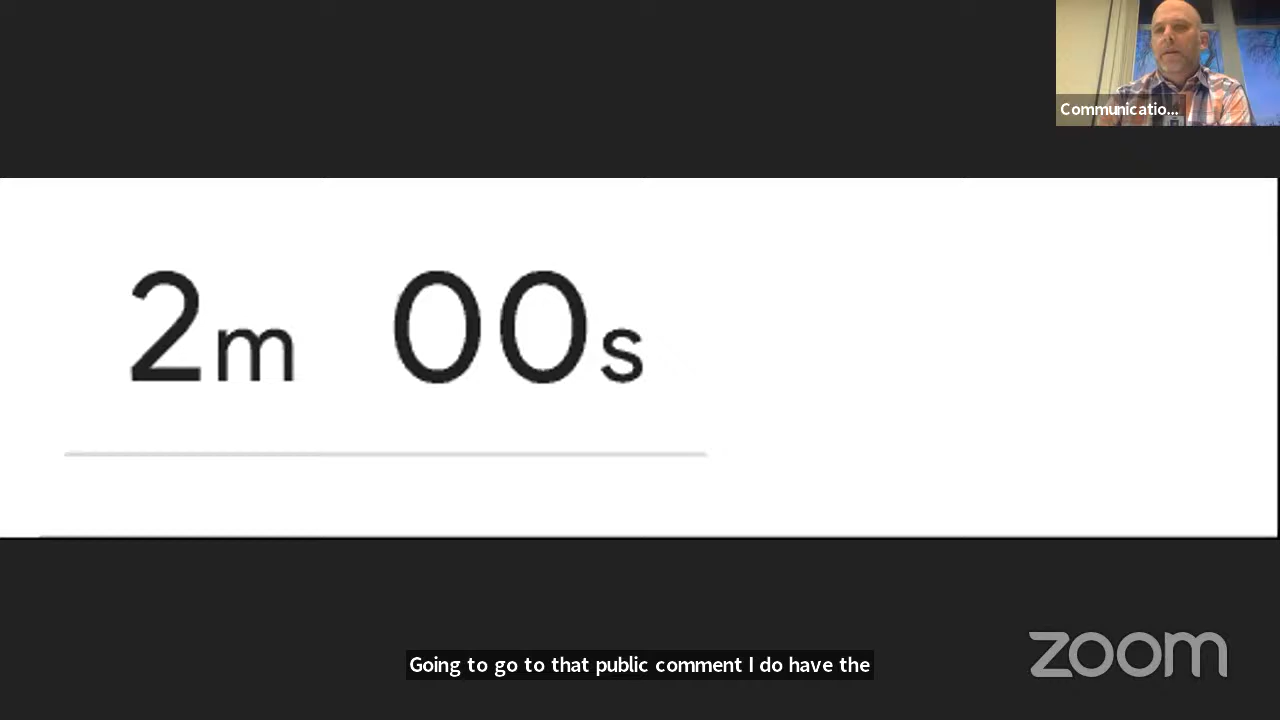 Communicatio...
2m 00s
Going to go to that public comment I do have the
zoom